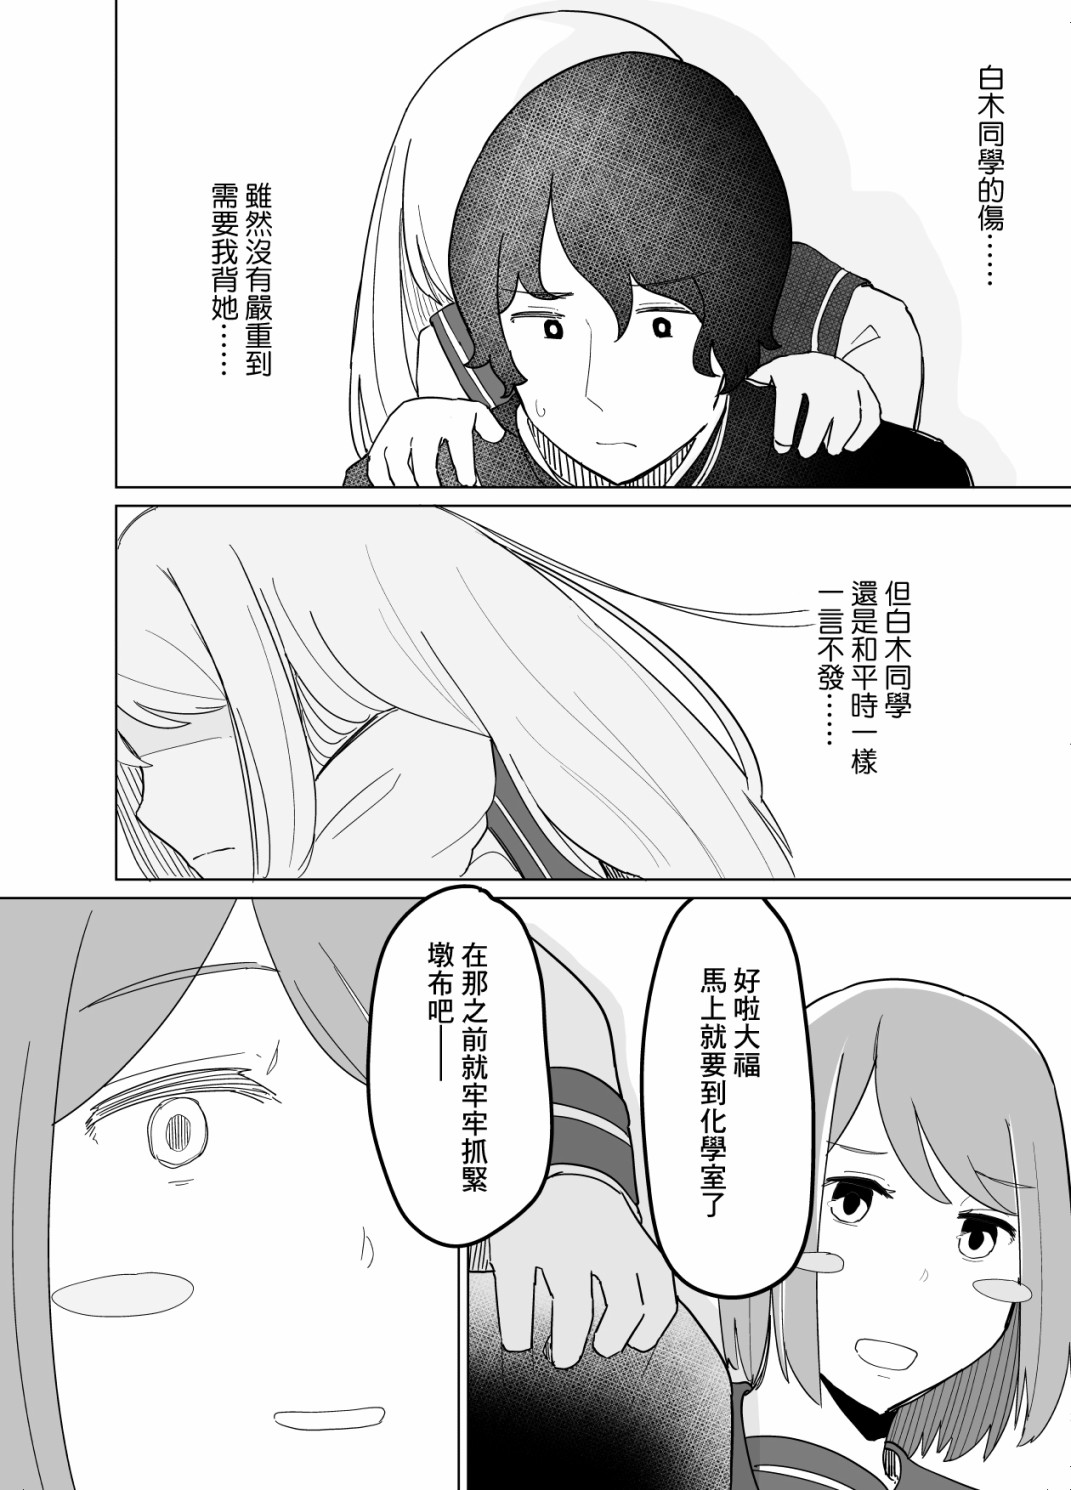 白木同學的傷……
雖然沒有嚴重到
需要我背她……
但白木同學
還是和平時一樣
一言不發……
好啦大福
馬上就要到化學室了
在那之前就牢牢抓緊
墩布吧──